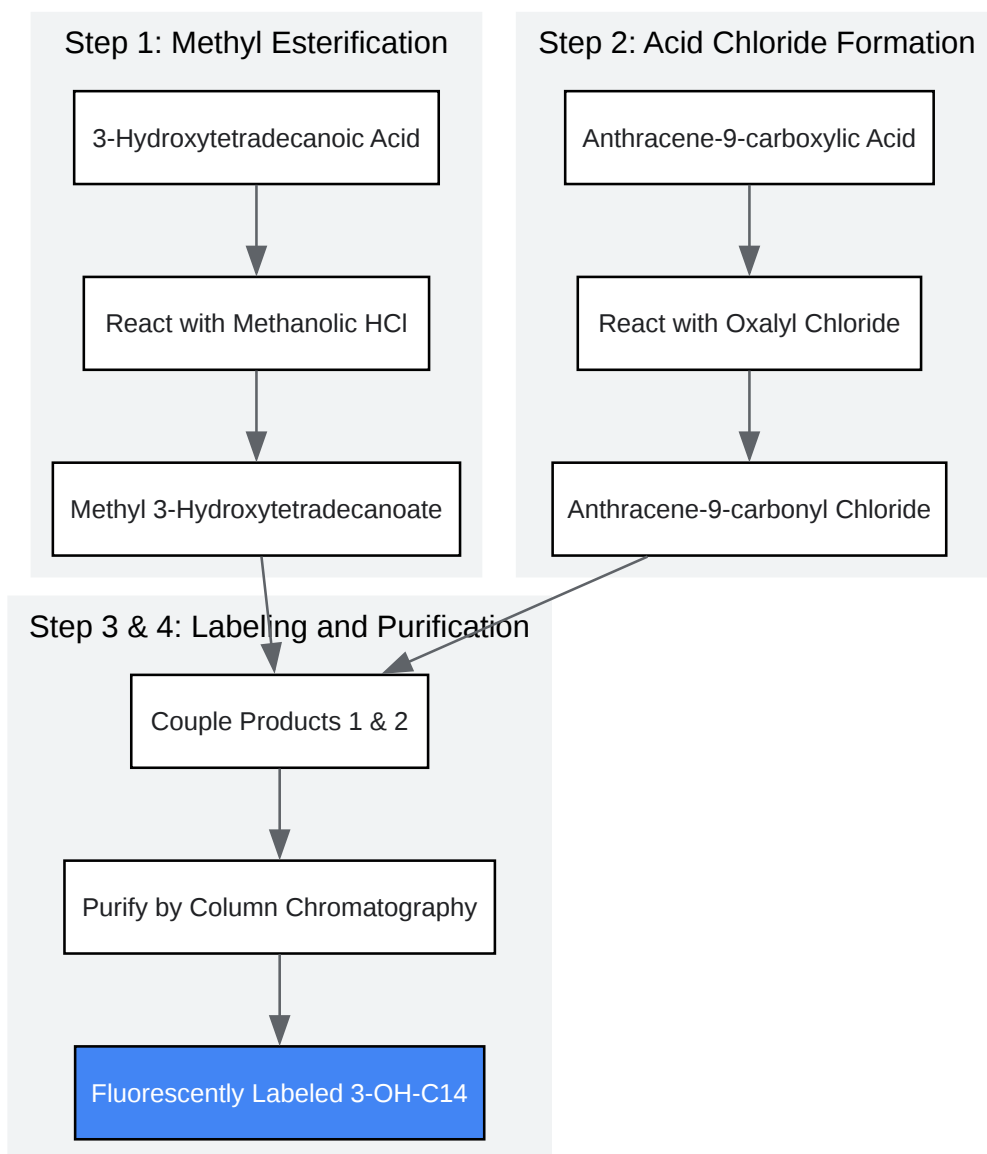 Step 1: Methyl Esterification
3-Hydroxytetradecanoic Acid
React with Methanolic HCl
Methyl 3-Hydroxytetradecanoate
Step 2: Acid Chloride Formation
Anthracene-9-carboxylic Acid
React with Oxalyl Chloride
Anthracene-9-carbonyl Chloride
Step 3 & 4: Labeling and Purification
Couple Products 1 & 2
Purify by Column Chromatography
Fluorescently Labeled 3-OH-C14